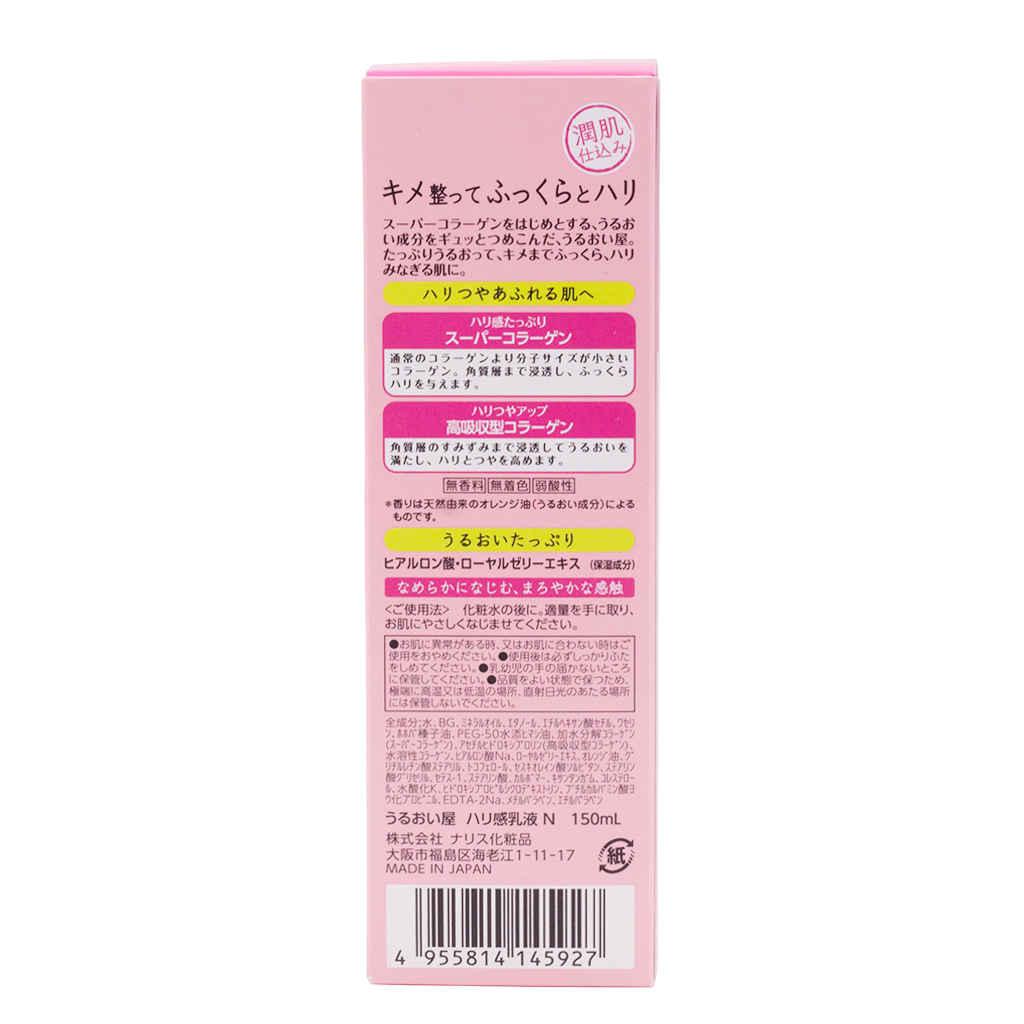 潤肌
仕込み
キメ整ってふっくらとハリ
スーパーコラーゲンをはじめとする、うるお
い成分をギュッとつめこんだ、うるおい屋。
たっぷりうるおって、キメまでふっくら、ハリ
みなぎる肌に。
ハリつやあふれる肌へ
ハリ感たっぷり
スーパーコラーゲン
通常のコラーゲンより分子サイズが小さい
コラーゲン。角質層まで浸透し、ふっくら
ハリを与えます。
ハリつやアップ
高吸収型コラーゲン
角質層のすみずみまで浸透してうるおいを
満たし、ハリとつやを高めます。
無香料 無着色 弱酸性
*香りは天然由来のオレンジ油(うるおい成分)による
ものです。
うるおいたっぷり
ヒアルロン酸・ローヤルゼリーエキス (保湿成分)
なめらかになじむ、まろやかな感触
<ご使用法> 化粧水の後に。適量を手に取り、
お肌にやさしくなじませてください。
●お肌に異常がある時、又はお肌に合わない時はご
使用をおやめください。●使用後は必ずしっかりふた
をしめてください。●乳幼児の手の届かないところ
に保管してください。●品質をよい状態で保つため、
極端に高温又は低温の場所、直射日光のあたる場所
には保管しないでください。
全成分:水、BG、ミネラルオイル、エタノール、エチルヘキサン酸セチル、ワセリ
ン、ホホバ種子油、PEG-50水添ヒマシ油、加水分解コラーゲン
(スーパーコラーゲン)、アセチルヒドロキシプロリン(高吸収型コラーゲン)、
水溶性コラーゲン、ヒアルロン酸Na、ローヤルゼリーエキス、オレンジ油、グリ
チルレチン酸ステアリル、トコフェロール、セスキオレイン酸ソルビタン、ステアリン
酸グリセリル、セテス-1、ステアリン酸、カルボマー、キサンタンガム、コレステロー
ル、水酸化K、ヒドロキシプロピルシクロデキストリン、ブチルカルバミン酸ヨ
ウ化プロピニル、EDTA-2Na、メチルパラベン、エチルパラベン
うるおい屋 ハリ感乳液 N 150mL
株式会社 ナリス化粧品
大阪市福島区海老江1-11-17
MADE IN JAPAN
紙
4 955814 145927